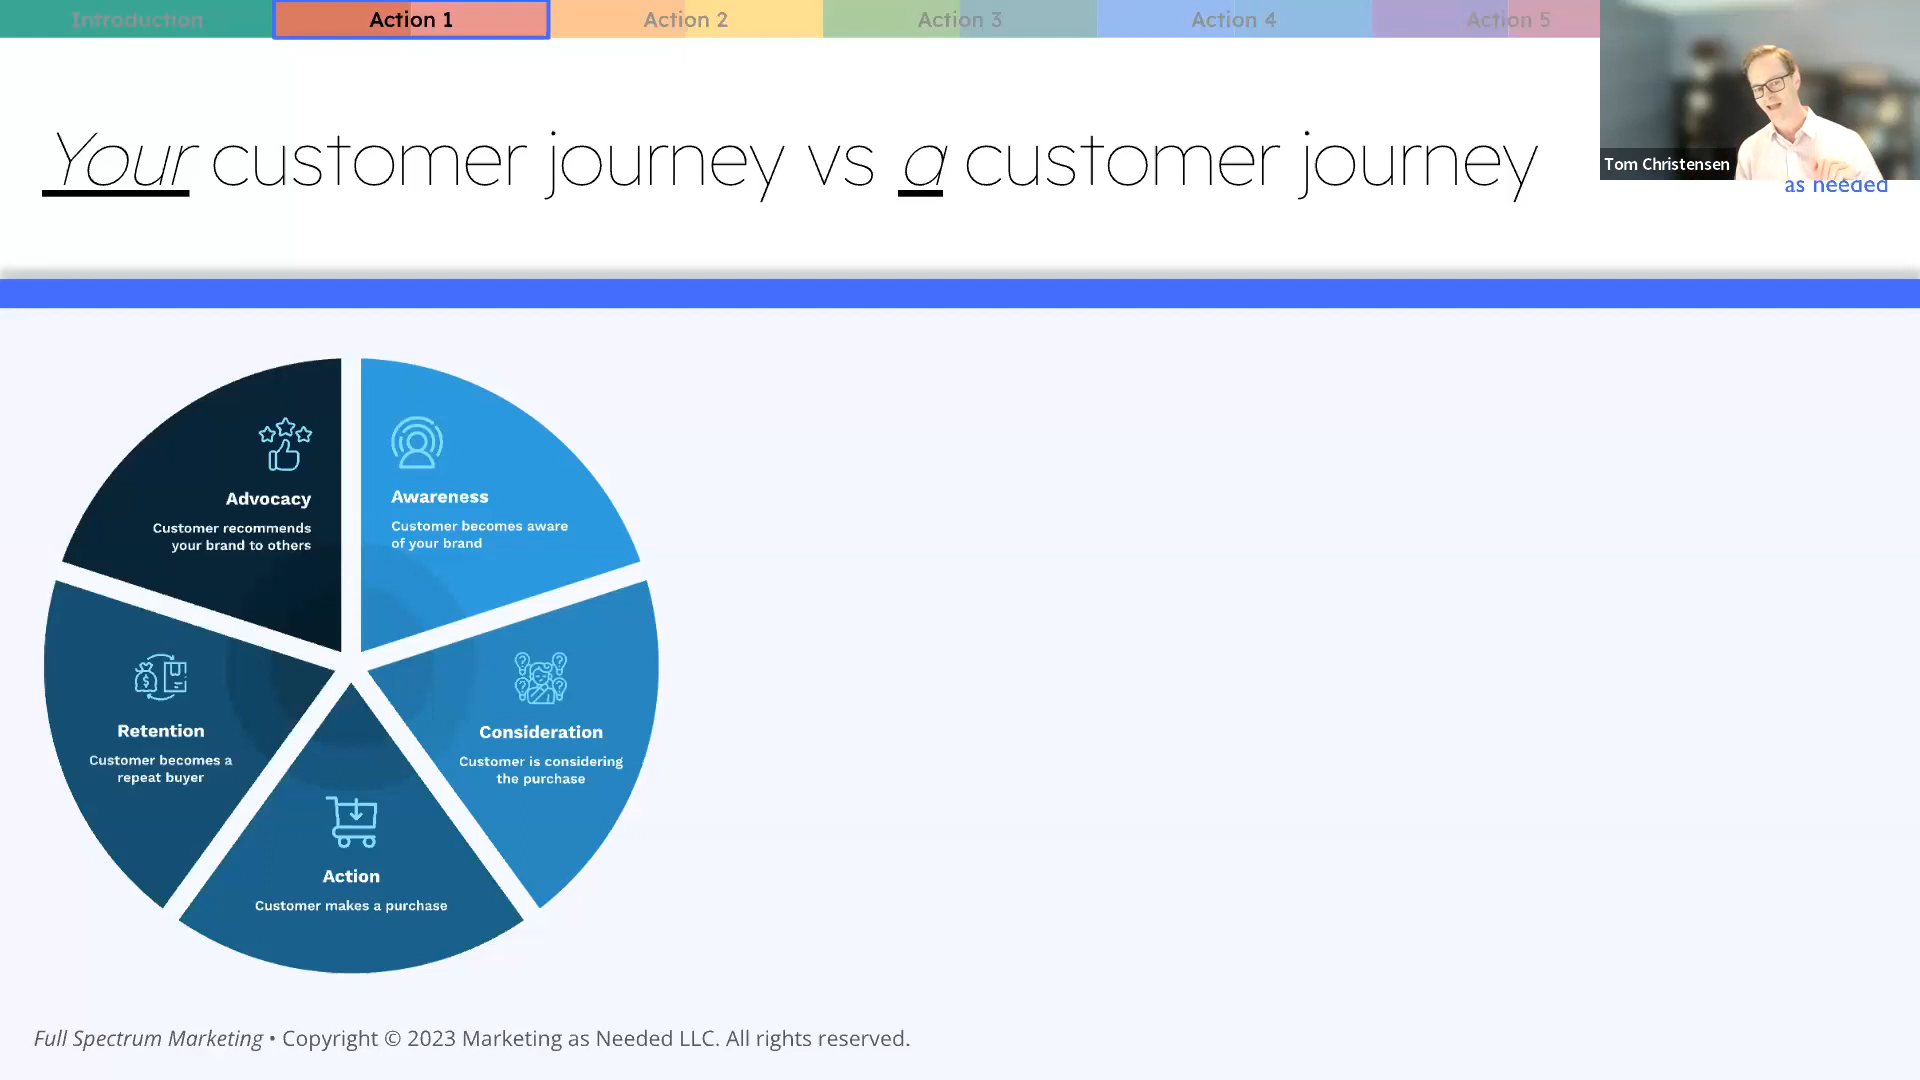 Introduction
Action 1
Action 2
Action 3
Action 4
Action 5
Your customer journey vs a customer journey
Tom Christensen
as needed
Advocacy
Customer recommends
your brand to others
Awareness
Customer becomes aware
of your brand
Retention
Customer becomes a
repeat buyer
Consideration
Customer is considering
the purchase
Action
Customer makes a purchase
Full Spectrum Marketing • Copyright © 2023 Marketing as Needed LLC. All rights reserved.